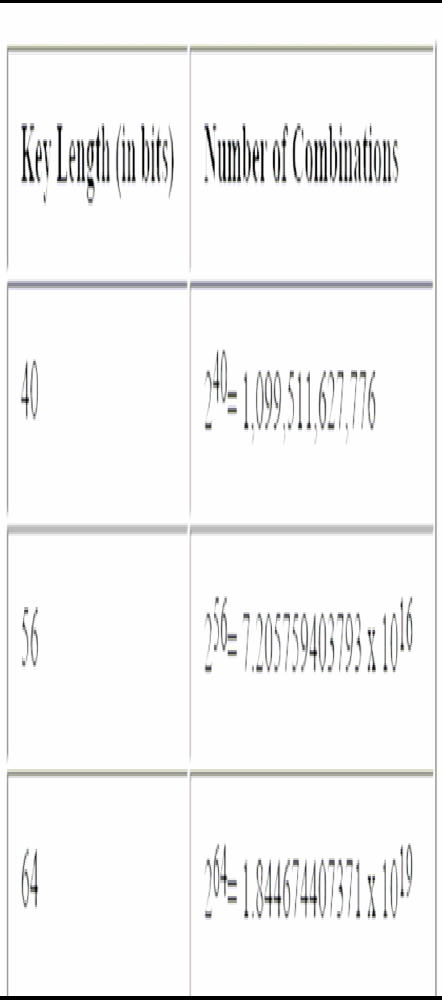 Key Length (in bits) Number of Combinations
40 2^40= 1,099,511,627,776
56 2^56= 7.205759403793 x 10^16
64 2^64= 1.844674407371 x 10^19